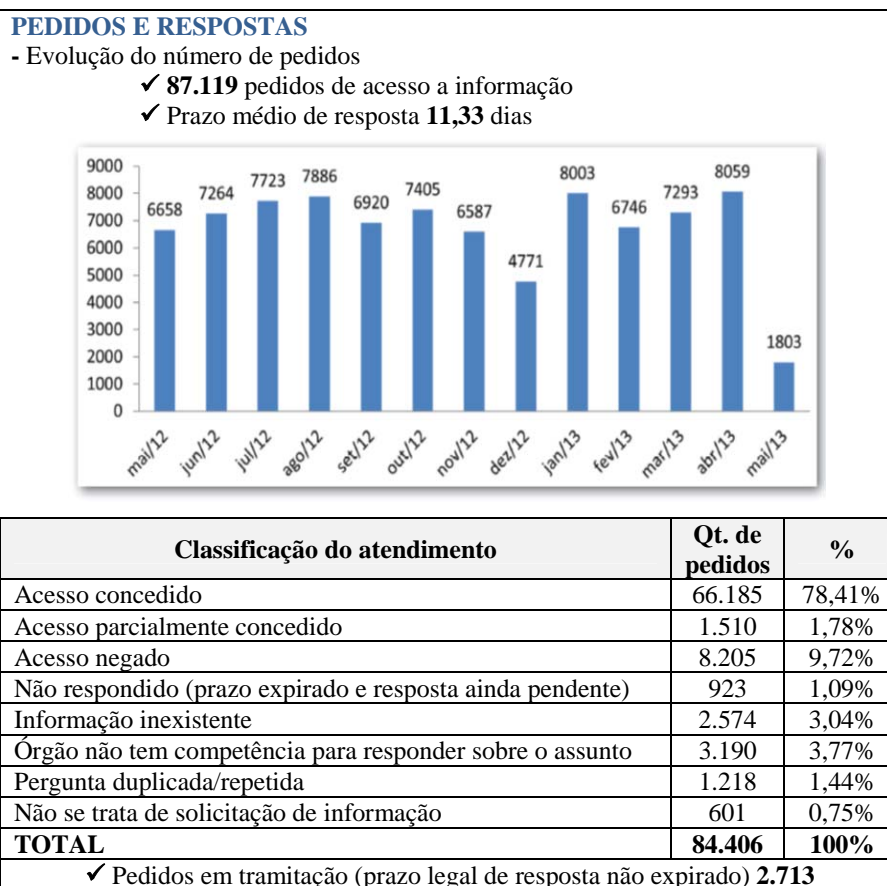 PEDIDOS E RESPOSTAS
- Evolução do número de pedidos
✓ 87.119 pedidos de acesso a informação
✓ Prazo médio de resposta 11,33 dias
9000
8000
7000
6000
5000
4000
3000
2000
1000
0
6658
7264
7723
7886
6920
7405
6587
4771
8003
6746
7293
8059
1803
mai/12
jun/12
jul/12
ago/12
set/12
out/12
nov/12
dez/12
jan/13
fev/13
mar/13
abr/13
mai/13
Classificação do atendimento Qt. de pedidos %
Acesso concedido 66.185 78,41%
Acesso parcialmente concedido 1.510 1,78%
Acesso negado 8.205 9,72%
Não respondido (prazo expirado e resposta ainda pendente) 923 1,09%
Informação inexistente 2.574 3,04%
Órgão não tem competência para responder sobre o assunto 3.190 3,77%
Pergunta duplicada/repetida 1.218 1,44%
Não se trata de solicitação de informação 601 0,75%
TOTAL 84.406 100%
✓ Pedidos em tramitação (prazo legal de resposta não expirado) 2.713